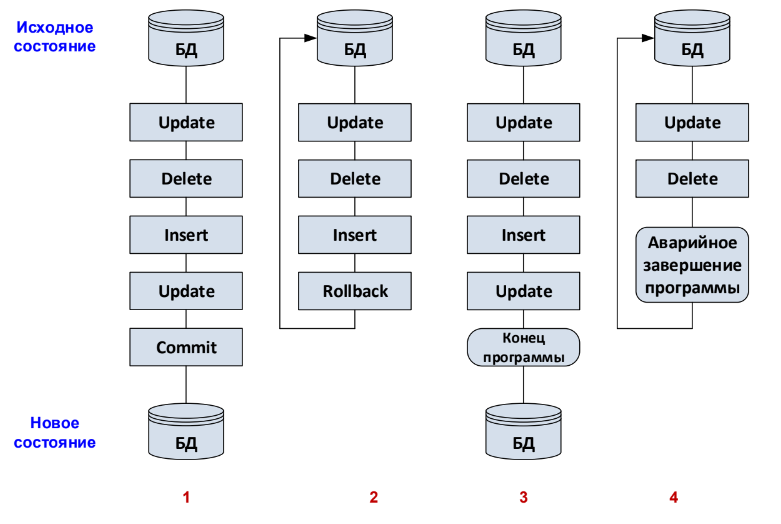 Исходное
состояние
БД
Update
Delete
Insert
Update
Commit
БД
1
БД
Update
Delete
Insert
Rollback
2
БД
Update
Delete
Insert
Update
Конец
программы
БД
3
БД
Update
Delete
Аварийное
завершение
программы
4
Новое
состояние